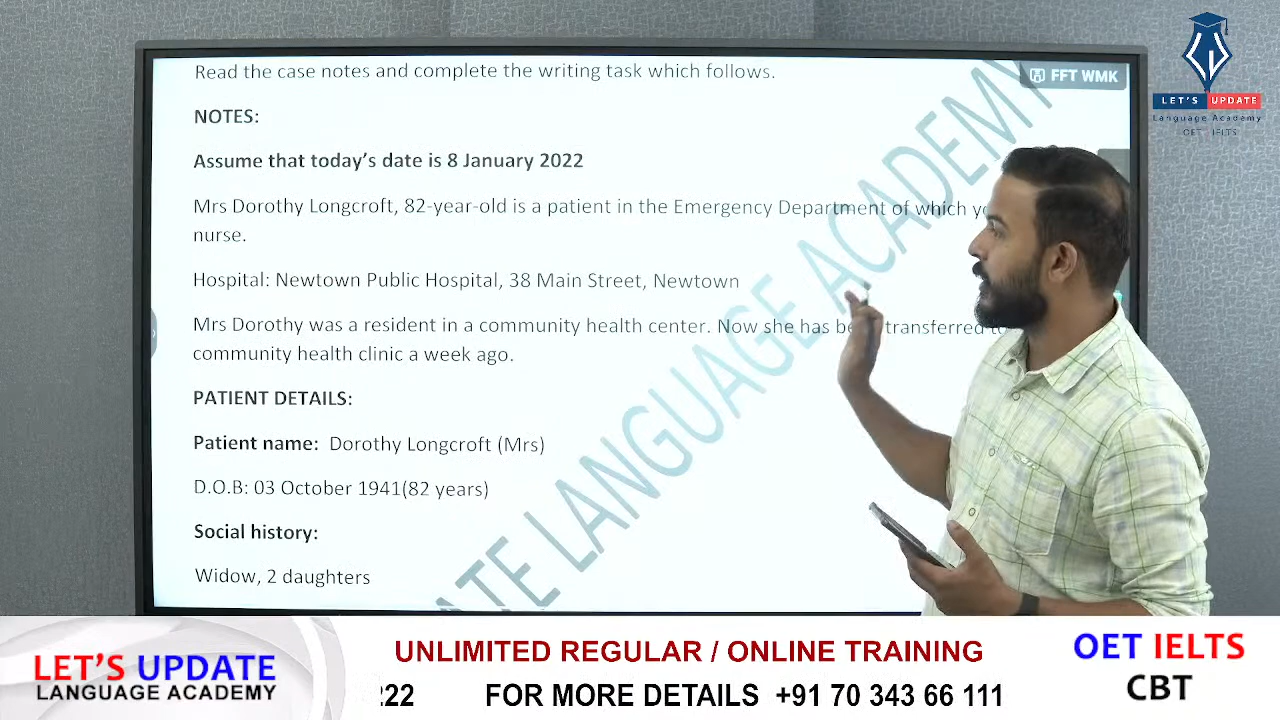 Read the case notes and complete the writing task which follows.
FFT WMK
NOTES:
Assume that today's date is 8 January 2022
Mrs Dorothy Longcroft, 82-year-old is a patient in the Emergency Department of which
nurse.
Hospital: Newtown Public Hospital, 38 Main Street, Newtown
Mrs Dorothy was a resident in a community health center. Now she has transferred
community health clinic a week ago.
PATIENT DETAILS:
Patient name: Dorothy Longcroft (Mrs)
D.O.B: 03 October 1941(82 years)
Social history:
Widow, 2 daughters
LANGUAGE ACADEMY
LET'S UPDATE
Language Academy
OET - IELTS
LET'S UPDATE
LANGUAGE ACADEMY
UNLIMITED REGULAR / ONLINE TRAINING
222 FOR MORE DETAILS +91 70 343 66 111
OET IELTS
CBT